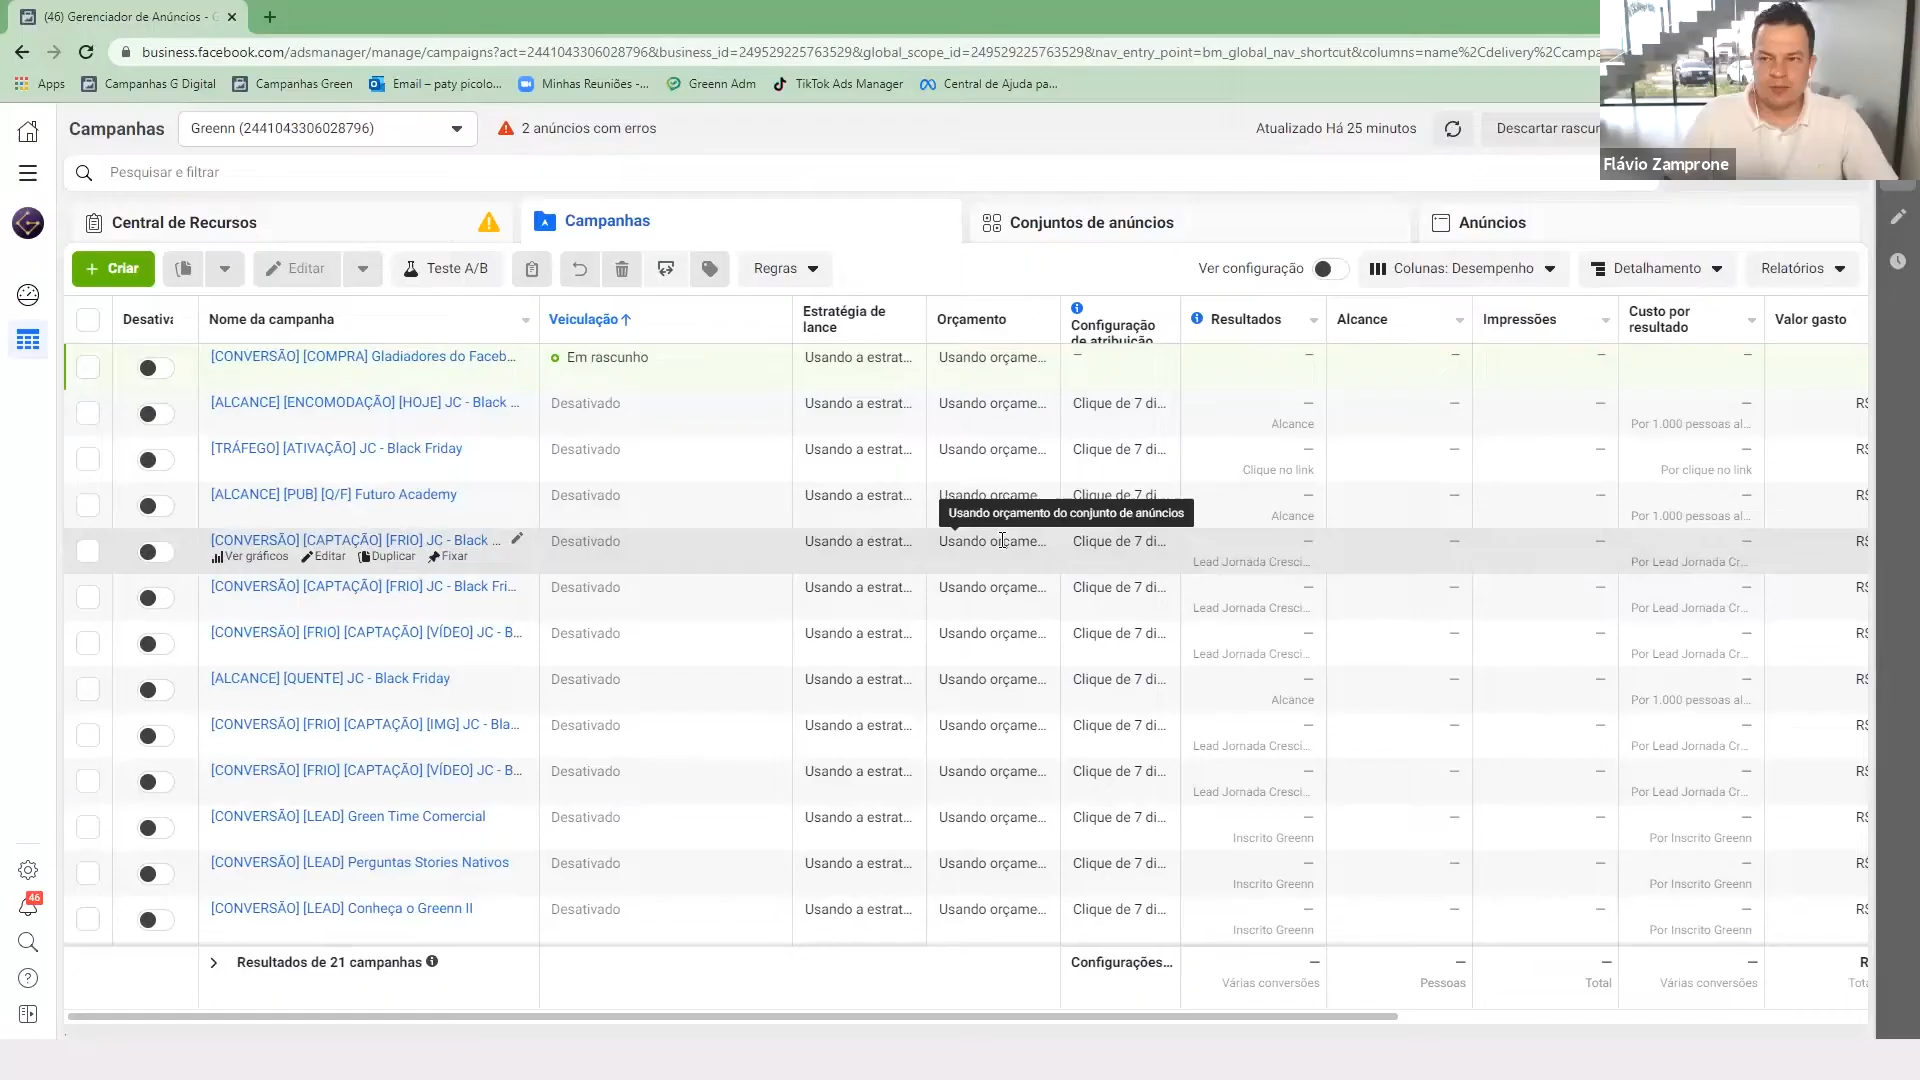 (46) Gerenciador de Anúncios - G
business.facebook.com/adsmanager/manage/campaigns?act=2441043306028796&business_id=249529225763529&global_scope_id=249529225763529&nav_entry_point=bm_global_nav_shortcut&columns=name%2Cdelivery%2Ccampa
Apps
Campanhas G Digital
Campanhas Green
Email – paty picolo...
Minhas Reuniões -...
Greenn Adm
TikTok Ads Manager
Central de Ajuda pa...
Flávio Zamprone
Campanhas
Greenn (2441043306028796)
2 anúncios com erros
Atualizado Há 25 minutos
Descartar rascu
Pesquisar e filtrar
Central de Recursos
Campanhas
Conjuntos de anúncios
Anúncios
+ Criar
Editar
Teste A/B
Regras
Ver configuração
Colunas: Desempenho
Detalhamento
Relatórios
Desativa
Nome da campanha
Veiculação↑
Estratégia de lance
Orçamento
Configuração de atribuição
Resultados
Alcance
Impressões
Custo por resultado
Valor gasto
[CONVERSÃO] [COMPRA] Gladiadores do Faceb... Em rascunho Usando a estrat... Usando orçame... — — — — —
[ALCANCE] [ENCOMODAÇÃO] [HOJE] JC - Black ... Desativado Usando a estrat... Usando orçame... Clique de 7 di... — — — — R$
Alcance Por 1.000 pessoas al...
[TRÁFEGO] [ATIVAÇÃO] JC - Black Friday Desativado Usando a estrat... Usando orçame... Clique de 7 di... — — — — R$
Clique no link Por clique no link
[ALCANCE] [PUB] [Q/F] Futuro Academy Desativado Usando a estrat... Usando orçame... Clique de 7 di... — — — — R$
Usando orçamento do conjunto de anúncios
Alcance Por 1.000 pessoas al...
[CONVERSÃO] [CAPTAÇÃO] [FRIO] JC - Black ... Desativado Usando a estrat... Usando orçame... Clique de 7 di... — — — — R$
Ver gráficos Editar Duplicar Fixar
Lead Jornada Cresci... Por Lead Jornada Cr...
[CONVERSÃO] [CAPTAÇÃO] [FRIO] JC - Black Fri... Desativado Usando a estrat... Usando orçame... Clique de 7 di... — — — — R$
Lead Jornada Cresci... Por Lead Jornada Cr...
[CONVERSÃO] [FRIO] [CAPTAÇÃO] [VÍDEO] JC - B... Desativado Usando a estrat... Usando orçame... Clique de 7 di... — — — — R$
Lead Jornada Cresci... Por Lead Jornada Cr...
[ALCANCE] [QUENTE] JC - Black Friday Desativado Usando a estrat... Usando orçame... Clique de 7 di... — — — — R$
Alcance Por 1.000 pessoas al...
[CONVERSÃO] [FRIO] [CAPTAÇÃO] [IMG] JC - Bla... Desativado Usando a estrat... Usando orçame... Clique de 7 di... — — — — R$
Lead Jornada Cresci... Por Lead Jornada Cr...
[CONVERSÃO] [FRIO] [CAPTAÇÃO] [VÍDEO] JC - B... Desativado Usando a estrat... Usando orçame... Clique de 7 di... — — — — R$
Lead Jornada Cresci... Por Lead Jornada Cr...
[CONVERSÃO] [LEAD] Green Time Comercial Desativado Usando a estrat... Usando orçame... Clique de 7 di... — — — — R$
Inscrito Greenn Por Inscrito Greenn
[CONVERSÃO] [LEAD] Perguntas Stories Nativos Desativado Usando a estrat... Usando orçame... Clique de 7 di... — — — — R$
Inscrito Greenn Por Inscrito Greenn
[CONVERSÃO] [LEAD] Conheça o Greenn II Desativado Usando a estrat... Usando orçame... Clique de 7 di... — — — — R$
Inscrito Greenn Por Inscrito Greenn
46
Resultados de 21 campanhas Configurações... — — — — R
Várias conversões Pessoas Total Várias conversões Tota